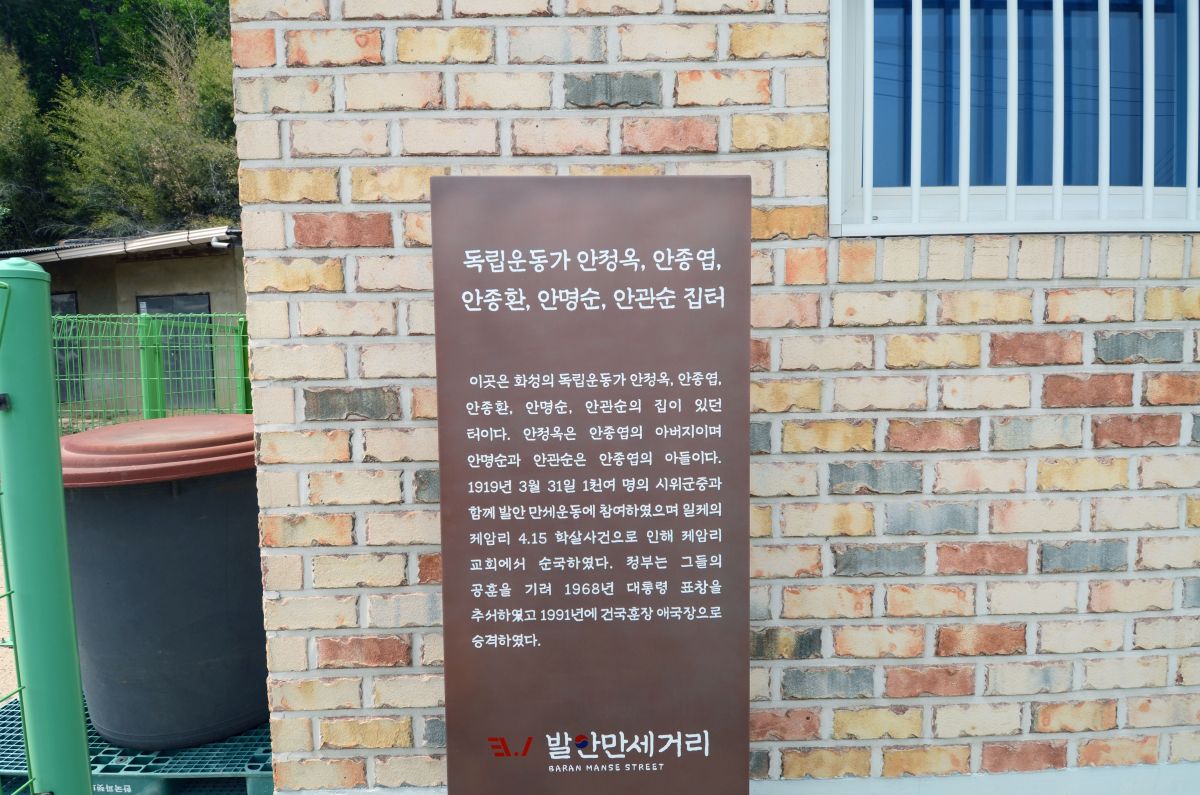 독립운동가 안정옥, 안종엽,
안종환, 안명순, 안관순 집터
이곳은 화성의 독립운동가 안정옥, 안종엽,
안종환, 안명순, 안관순의 집이 있던
터이다. 안정옥은 안종엽의 아버지이며
안명순과 안관순은 안종엽의 아들이다.
1919년 3월 31일 1천여 명의 시위군중과
함께 발안 만세운동에 참여하였으며 일제의
제암리 4.15 학살사건으로 인해 제암리
교회에서 순국하였다. 정부는 그들의
공훈을 기려 1968년 대통령 표창을
추서하였고 1991년에 건국훈장 애국장으로
승격하였다.
발안만세거리
BARAN MANSE STREET